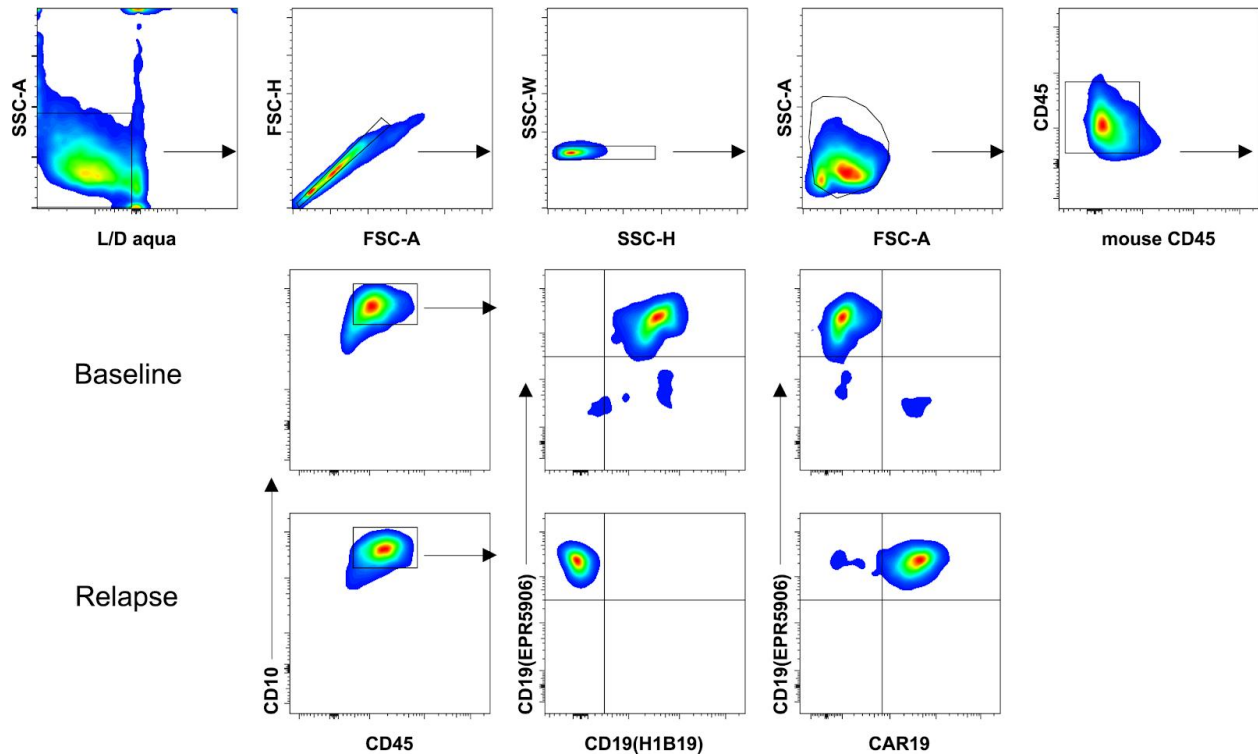 SSC-A
L/D aqua
FSC-H
FSC-A
SSC-W
SSC-H
SSC-A
FSC-A
CD45
mouse CD45
Baseline
Relapse
CD10
CD45
CD19(EPR5906)
CD19(H1B19)
CD19(EPR5906)
CAR19